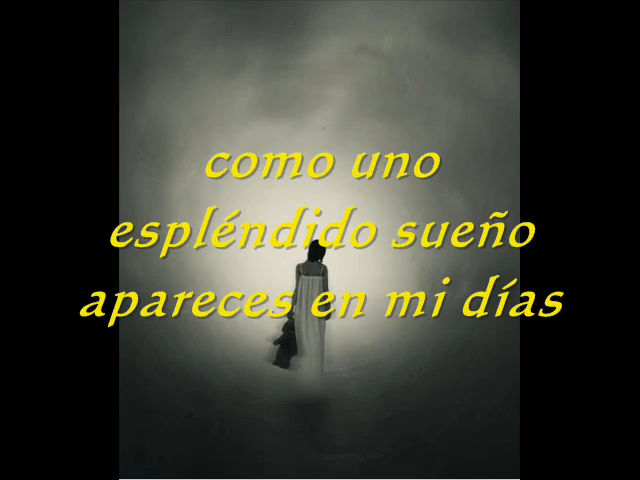 como uno
espléndido sueño
apareces en mi días